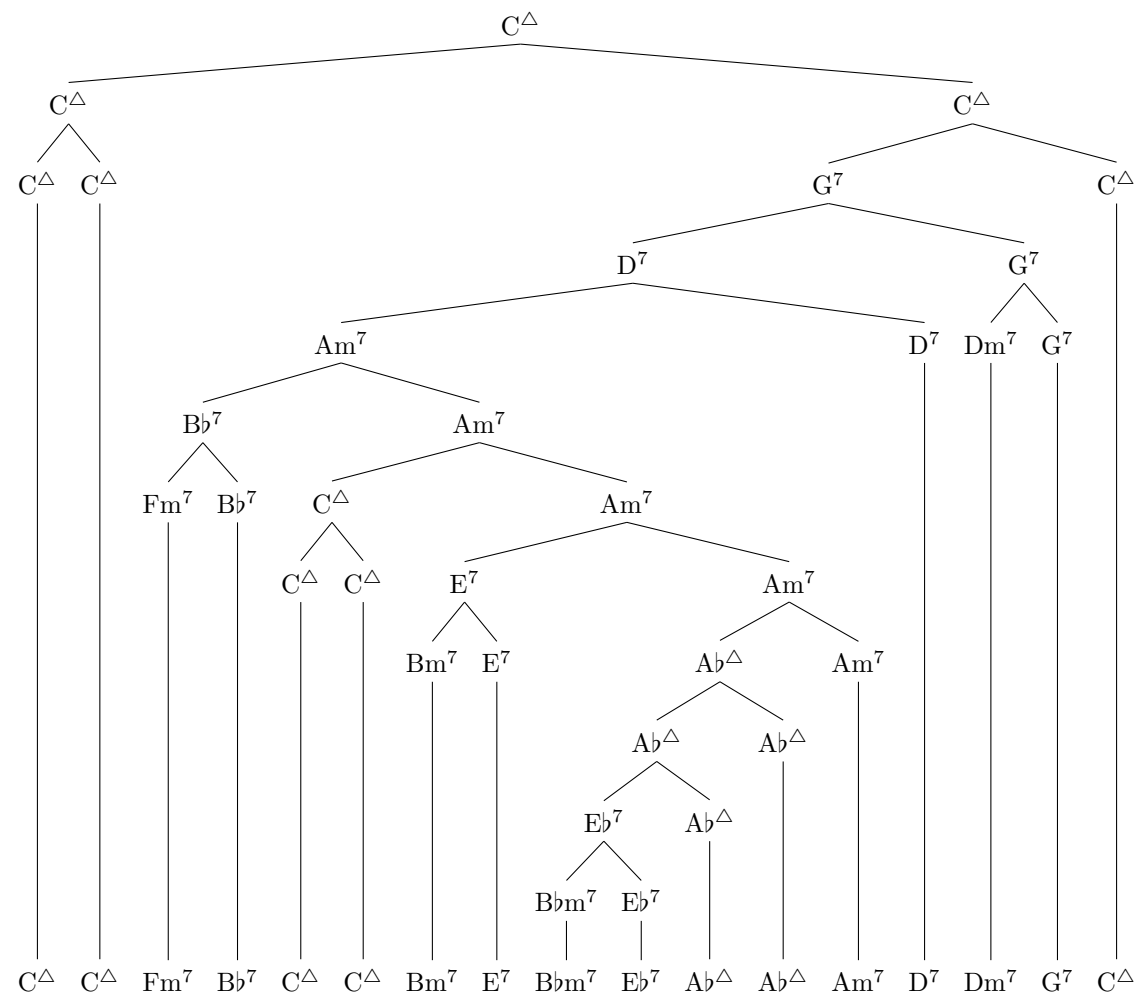 C△
C△ C△
C△ C△ G⁷ C△
D⁷ G⁷
Am⁷ D⁷ Dm⁷ G⁷
B♭⁷ Am⁷
Fm⁷ B♭⁷ C△ Am⁷
C△ C△ E⁷ Am⁷
Bm⁷ E⁷ A♭△ Am⁷
A♭△ A♭△
E♭⁷ A♭△
B♭m⁷ E♭⁷
C△ C△ Fm⁷ B♭⁷ C△ C△ Bm⁷ E⁷ B♭m⁷ E♭⁷ A♭△ A♭△ Am⁷ D⁷ Dm⁷ G⁷ C△